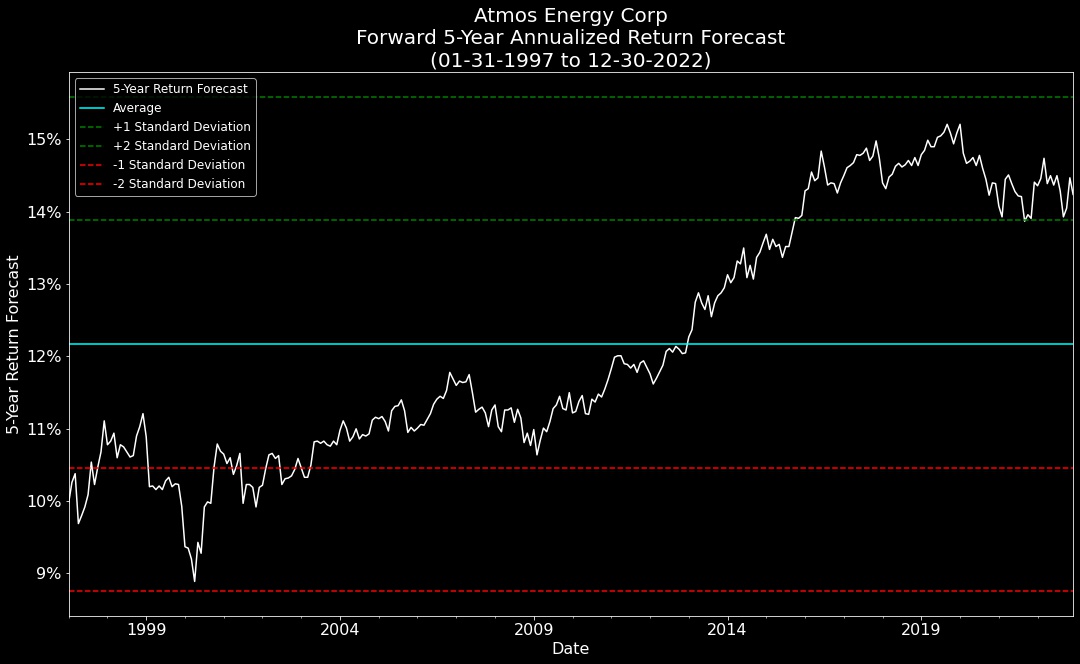 Atmos Energy Corp
Forward 5-Year Annualized Return Forecast
(01-31-1997 to 12-30-2022)
5-Year Return Forecast
Average
+1 Standard Deviation
+2 Standard Deviation
-1 Standard Deviation
-2 Standard Deviation
15%
14%
13%
12%
11%
10%
9%
5-Year Return Forecast
1999
2004
2009
2014
2019
Date